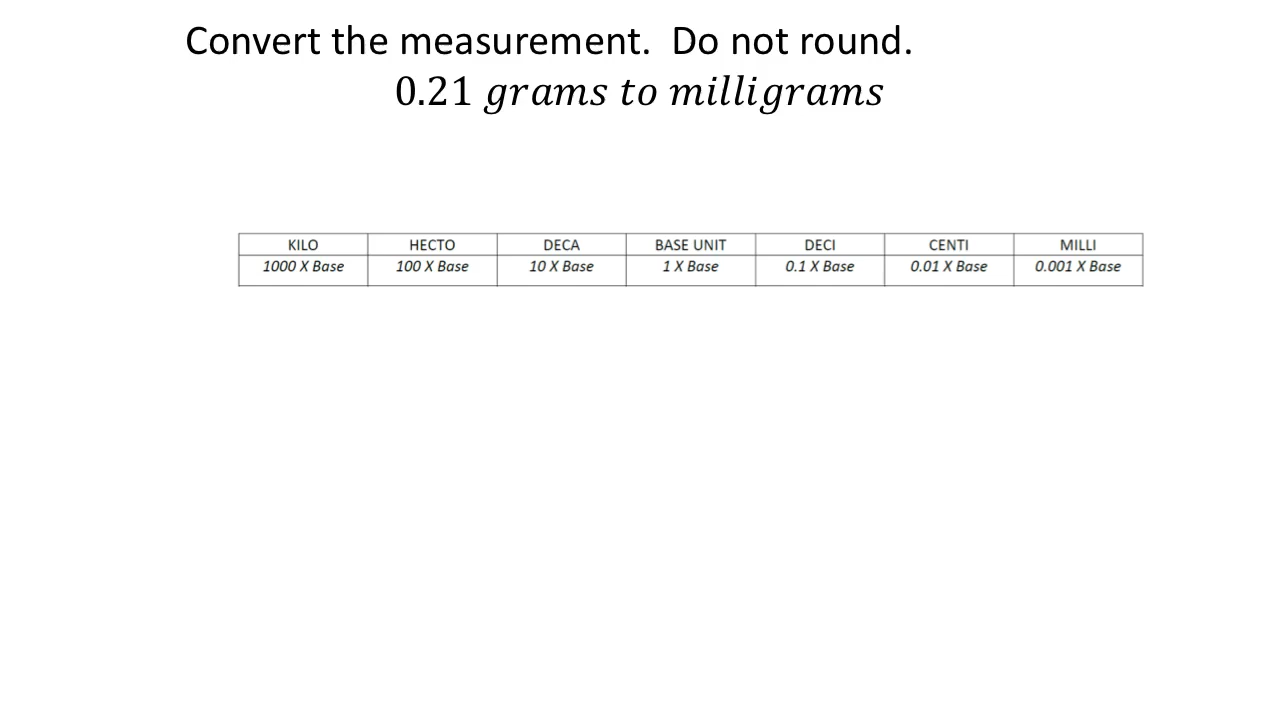 Convert the measurement.  Do not round.
0.21 grams to milligrams
KILO HECTO DECA BASE UNIT DECI CENTI MILLI
1000 X Base 100 X Base 10 X Base 1 X Base 0.1 X Base 0.01 X Base 0.001 X Base